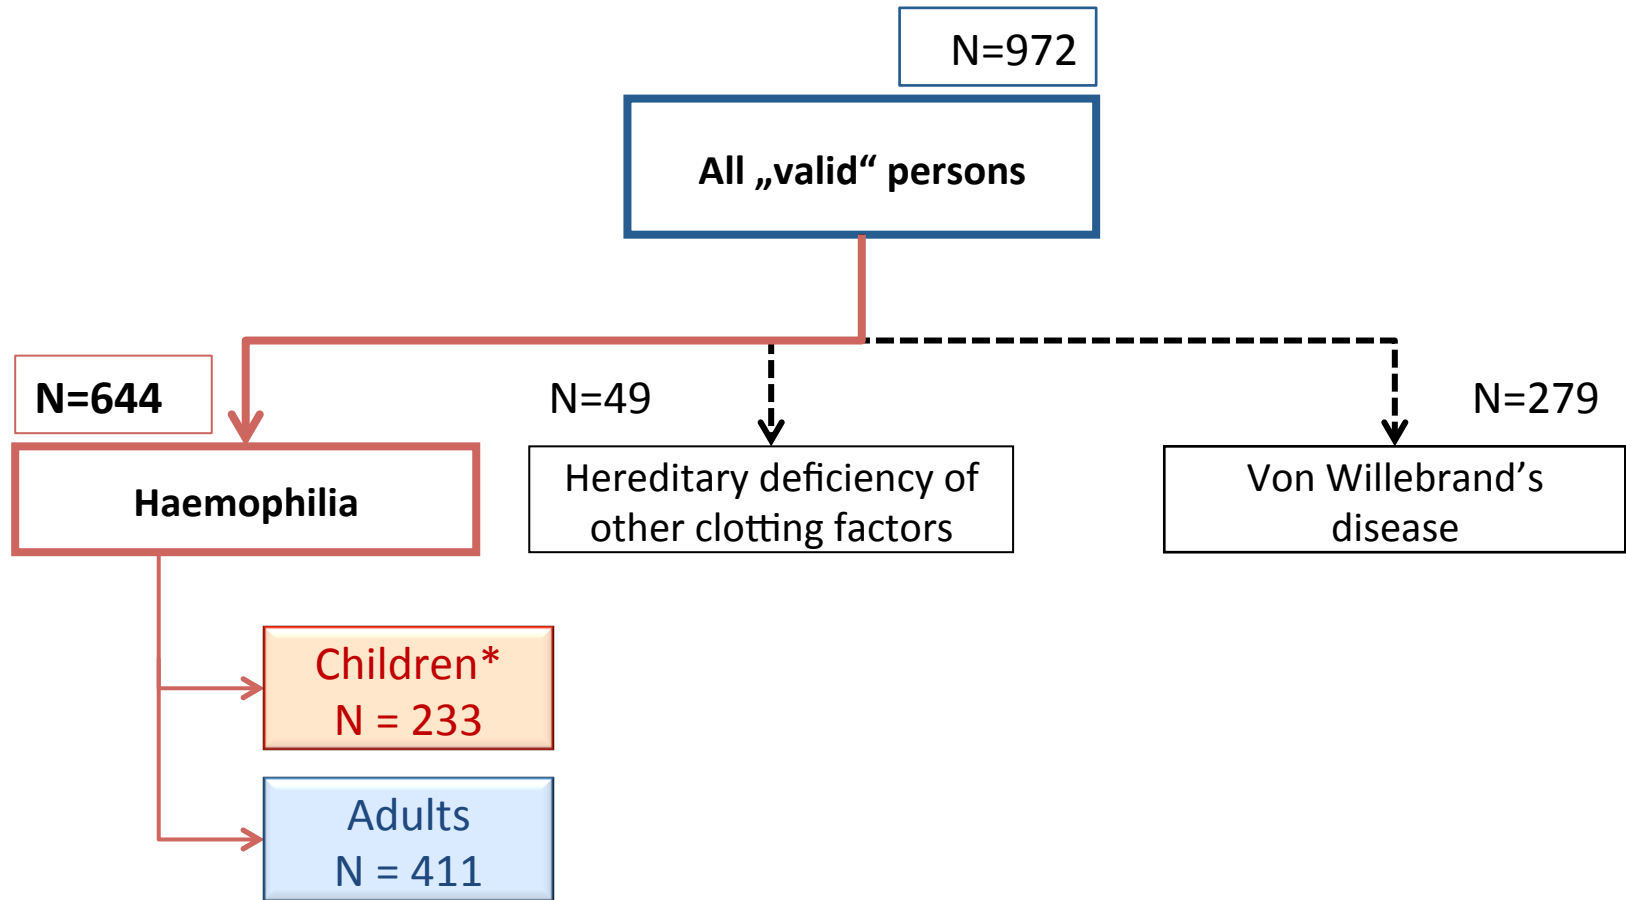 N=972
All „valid“ persons
N=644
N=49
N=279
Haemophilia
Hereditary deficiency of
other clotting factors
Von Willebrand’s
disease
Children*
N = 233
Adults
N = 411